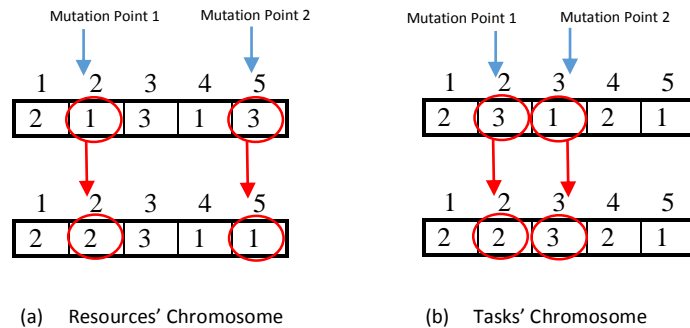 Mutation Point 1 Mutation Point 2
1 2 3 4 5
2 1 3 1 3
1 2 3 4 5
2 2 3 1 1
(a) Resources’ Chromosome
Mutation Point 1 Mutation Point 2
1 2 3 4 5
2 3 1 2 1
1 2 3 4 5
2 2 3 2 1
(b) Tasks’ Chromosome